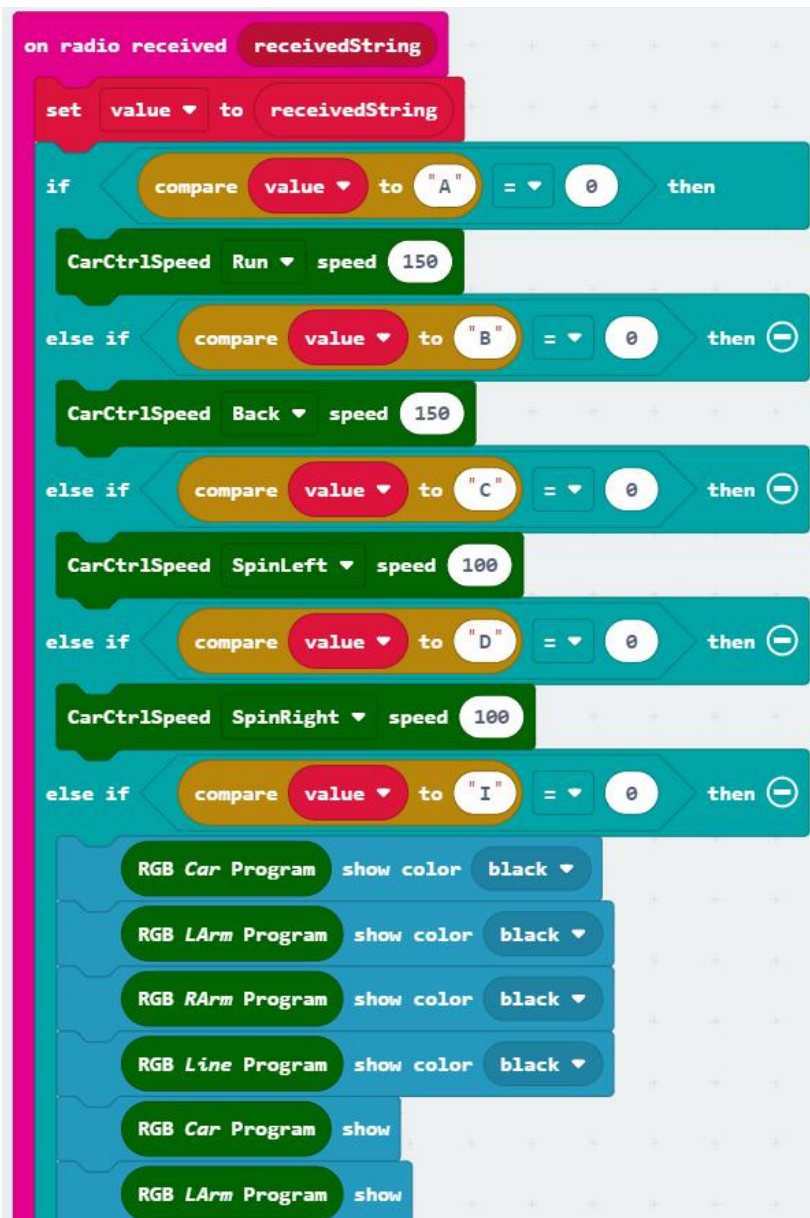 on radio received receivedString
set value to receivedString
if compare value to "A" = 0 then
CarCtrlSpeed Run speed 150
else if compare value to "B" = 0 then
CarCtrlSpeed Back speed 150
else if compare value to "C" = 0 then
CarCtrlSpeed SpinLeft speed 100
else if compare value to "D" = 0 then
CarCtrlSpeed SpinRight speed 100
else if compare value to "I" = 0 then
RGB Car Program show color black
RGB LArm Program show color black
RGB RArm Program show color black
RGB Line Program show color black
RGB Car Program show
RGB LArm Program show